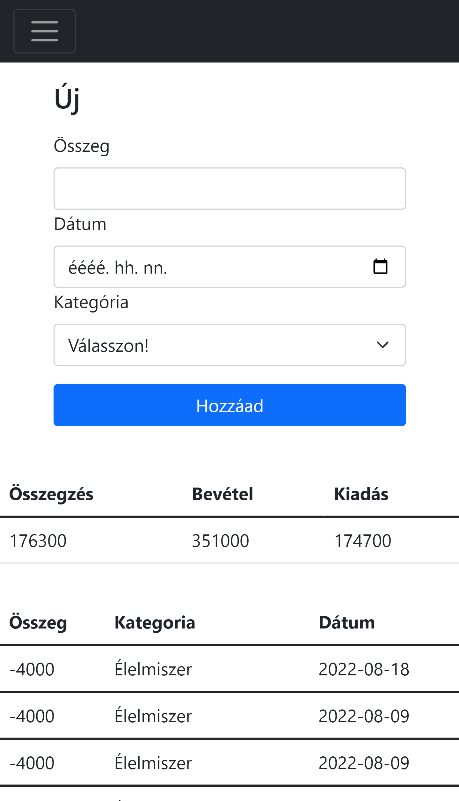 Új
Összeg
Dátum
éééé. hh. nn.
Kategória
Válasszon!
Hozzáad
Összegzés Bevétel Kiadás
176300 351000 174700
Összeg Kategoria Dátum
-4000 Élelmiszer 2022-08-18
-4000 Élelmiszer 2022-08-09
-4000 Élelmiszer 2022-08-09